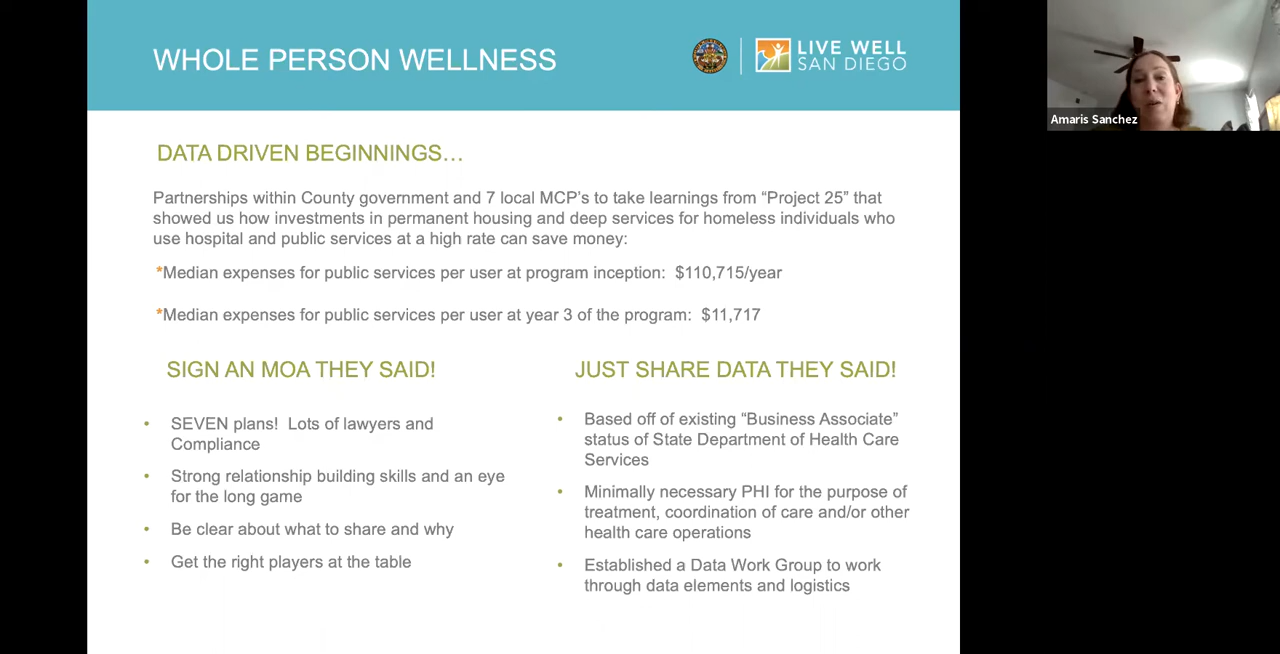 WHOLE PERSON WELLNESS
LIVE WELL
SAN DIEGO
Amaris Sanchez
DATA DRIVEN BEGINNINGS…
Partnerships within County government and 7 local MCP's to take learnings from “Project 25” that
showed us how investments in permanent housing and deep services for homeless individuals who
use hospital and public services at a high rate can save money:
*Median expenses for public services per user at program inception: $110,715/year
*Median expenses for public services per user at year 3 of the program: $11,717
SIGN AN MOA THEY SAID!
• SEVEN plans! Lots of lawyers and
Compliance
• Strong relationship building skills and an eye
for the long game
• Be clear about what to share and why
• Get the right players at the table
JUST SHARE DATA THEY SAID!
• Based off of existing “Business Associate”
status of State Department of Health Care
Services
• Minimally necessary PHI for the purpose of
treatment, coordination of care and/or other
health care operations
• Established a Data Work Group to work
through data elements and logistics